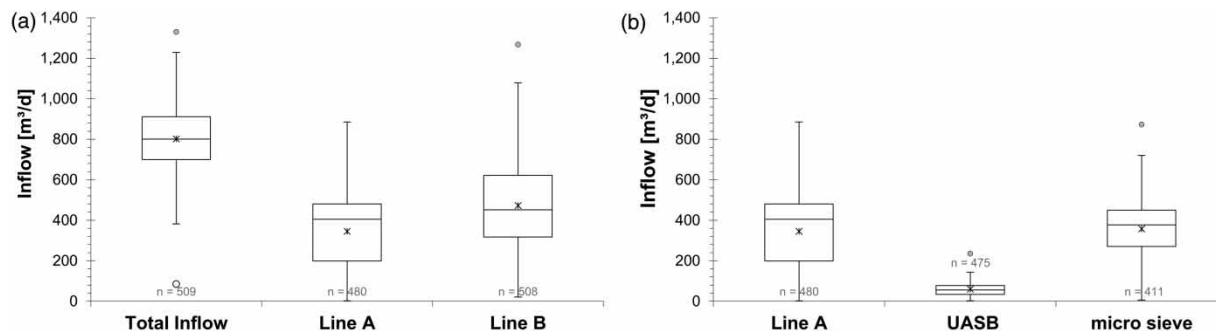 (a)
Inflow [m³/d]
1,400
1,200
1,000
800
600
400
200
0
n = 509
n = 480
n = 508
Total Inflow
Line A
Line B
(b)
Inflow [m³/d]
1,400
1,200
1,000
800
600
400
200
0
n = 480
n = 475
n = 411
Line A
UASB
micro sieve